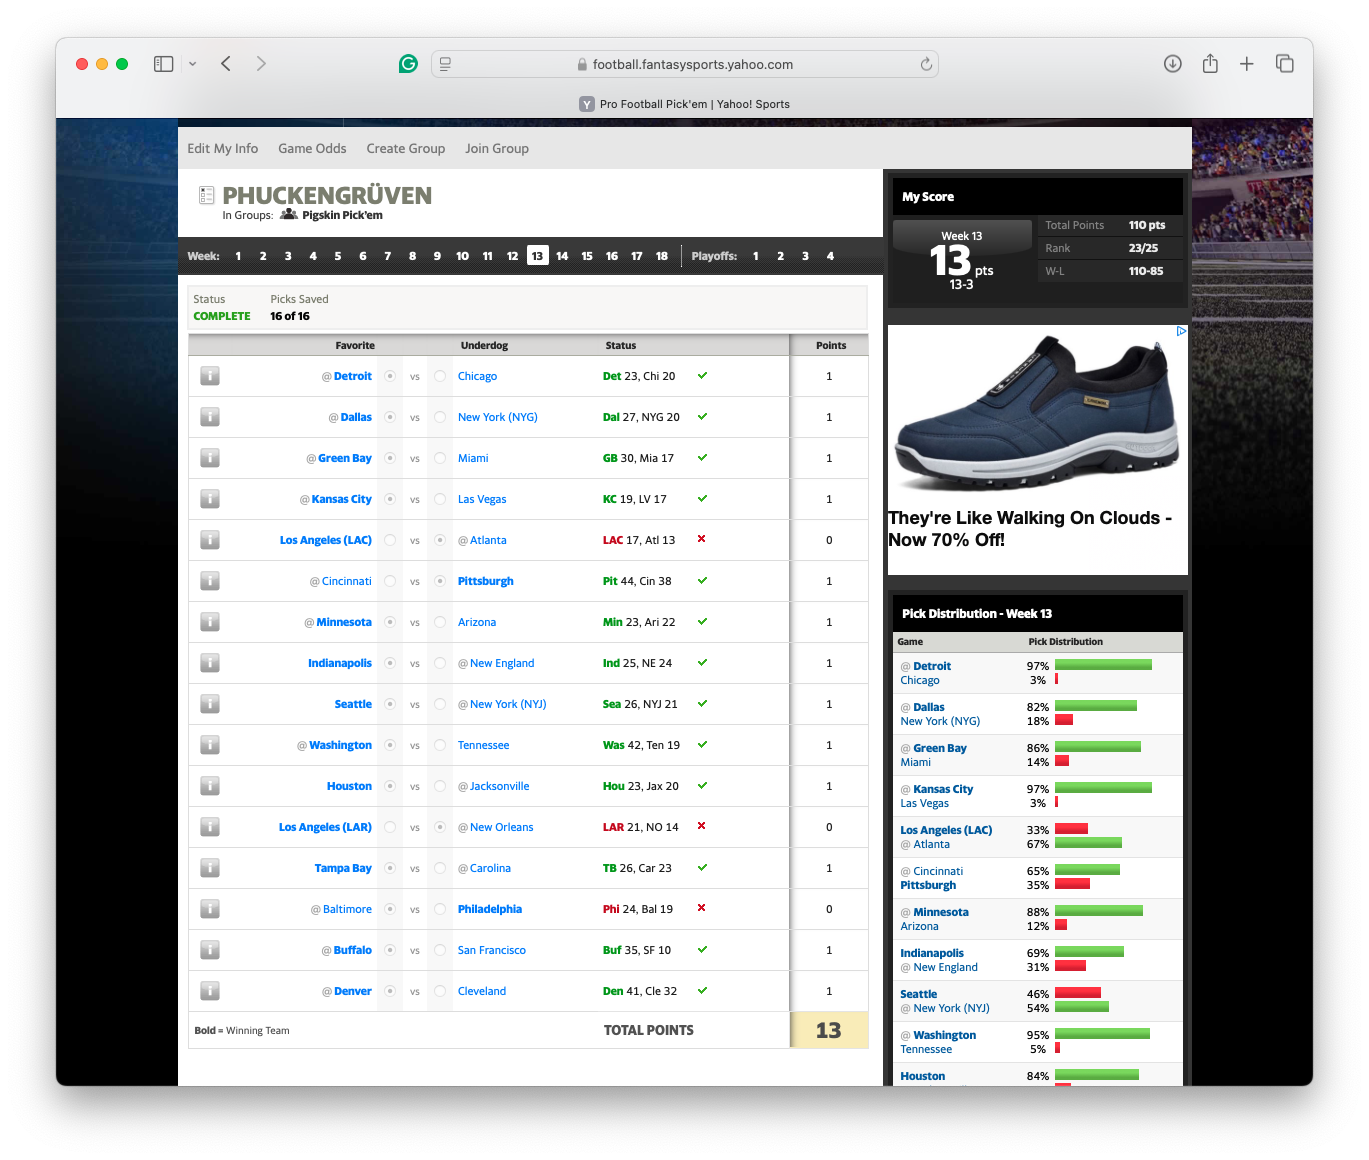 football.fantasysports.yahoo.com
Y Pro Football Pick'em | Yahoo! Sports
Edit My Info Game Odds Create Group Join Group
PHUCKENGRÜVEN
In Groups: Pigskin Pick'em
Week: 1 2 3 4 5 6 7 8 9 10 11 12 13 14 15 16 17 18 Playoffs: 1 2 3 4
Status Picks Saved
COMPLETE 16 of 16
Favorite Underdog Status Points
@ Detroit vs Chicago Det 23, Chi 20 1
@ Dallas vs New York (NYG) Dal 27, NYG 20 1
@ Green Bay vs Miami GB 30, Mia 17 1
@ Kansas City vs Las Vegas KC 19, LV 17 1
Los Angeles (LAC) vs @ Atlanta LAC 17, Atl 13 0
@ Cincinnati vs Pittsburgh Pit 44, Cin 38 1
@ Minnesota vs Arizona Min 23, Ari 22 1
Indianapolis vs @ New England Ind 25, NE 24 1
Seattle vs @ New York (NYJ) Sea 26, NYJ 21 1
@ Washington vs Tennessee Was 42, Ten 19 1
Houston vs @ Jacksonville Hou 23, Jax 20 1
Los Angeles (LAR) vs @ New Orleans LAR 21, NO 14 0
Tampa Bay vs @ Carolina TB 26, Car 23 1
@ Baltimore vs Philadelphia Phi 24, Bal 19 0
@ Buffalo vs San Francisco Buf 35, SF 10 1
@ Denver vs Cleveland Den 41, Cle 32 1
Bold = Winning Team TOTAL POINTS 13
My Score
Week 13
13 pts
13-3
Total Points 110 pts
Rank 23/25
W-L 110-85
They're Like Walking On Clouds -
Now 70% Off!
Pick Distribution - Week 13
Game Pick Distribution
@ Detroit 97%
Chicago 3%
@ Dallas 82%
New York (NYG) 18%
@ Green Bay 86%
Miami 14%
@ Kansas City 97%
Las Vegas 3%
Los Angeles (LAC) 33%
@ Atlanta 67%
@ Cincinnati 65%
Pittsburgh 35%
@ Minnesota 88%
Arizona 12%
Indianapolis 69%
@ New England 31%
Seattle 46%
@ New York (NYJ) 54%
@ Washington 95%
Tennessee 5%
Houston 84%